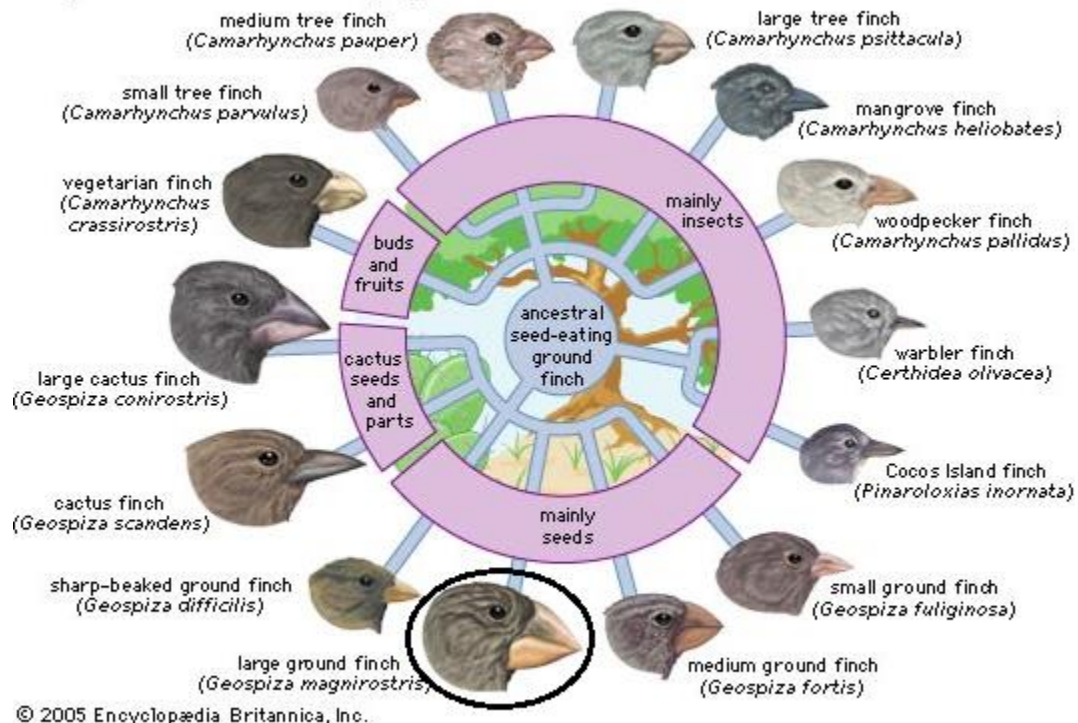 medium tree finch
(Camarhynchus pauper)
large tree finch
(Camarhynchus psittacula)
small tree finch
(Camarhynchus parvulus)
mangrove finch
(Camarhynchus heliobates)
vegetarian finch
(Camarhynchus
crassirostris)
woodpecker finch
(Camarhynchus pallidus)
large cactus finch
(Geospiza conirostris)
warbler finch
(Certhidea olivacea)
cactus finch
(Geospiza scandens)
Cocos Island finch
(Pinaroloxias inornata)
sharp-beaked ground finch
(Geospiza difficilis)
small ground finch
(Geospiza fuliginosa)
large ground finch
(Geospiza magnirostris)
medium ground finch
(Geospiza fortis)
mainly
insects
buds
and
fruits
cactus
seeds
and
parts
mainly
seeds
ancestral
seed-eating
ground
finch
© 2005 Encyclopædia Britannica, Inc.